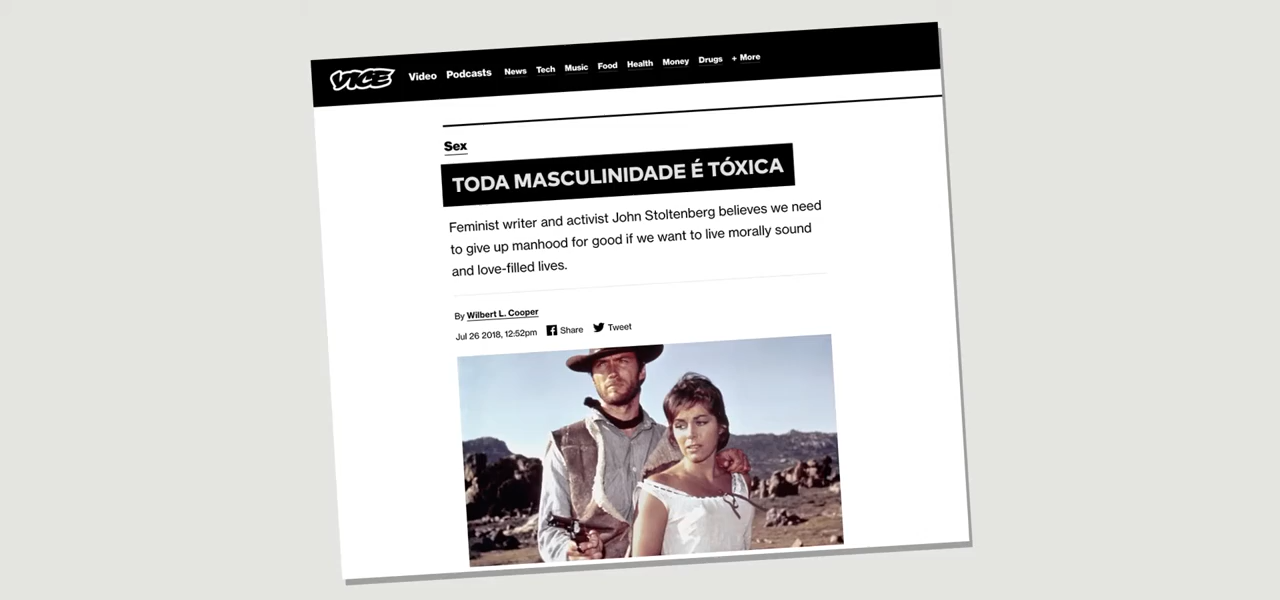 VICE Video Podcasts News Tech Music Food Health Money Drugs + More
Sex
TODA MASCULINIDADE É TÓXICA
Feminist writer and activist John Stoltenberg believes we need
to give up manhood for good if we want to live morally sound
and love-filled lives.
By Wilbert L. Cooper
Jul 26 2018, 12:52pm Share Tweet